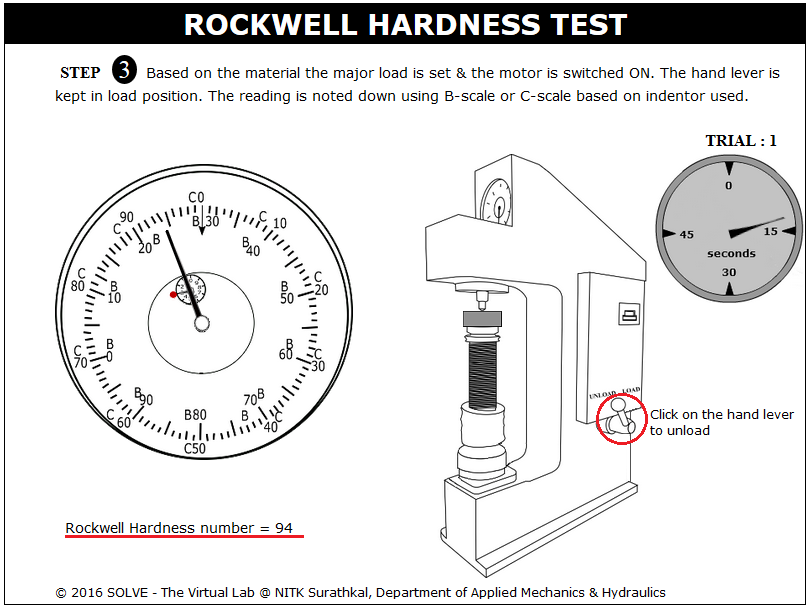 ROCKWELL HARDNESS TEST
STEP 3 Based on the material the major load is set & the motor is switched ON. The hand lever is
kept in load position. The reading is noted down using B-scale or C-scale based on indentor used.
TRIAL : 1
C0
B 30
C 10
B 40
C 20
B 50
C 30
B 60
C 40
B 70
B
C50
B80
C 60
B 90
C 70
B 0
C 80
B 10
C 90
B 20
0
15
30
45
seconds
UNLOAD LOAD
Click on the hand lever
to unload
Rockwell Hardness number = 94
© 2016 SOLVE - The Virtual Lab @ NITK Surathkal, Department of Applied Mechanics & Hydraulics